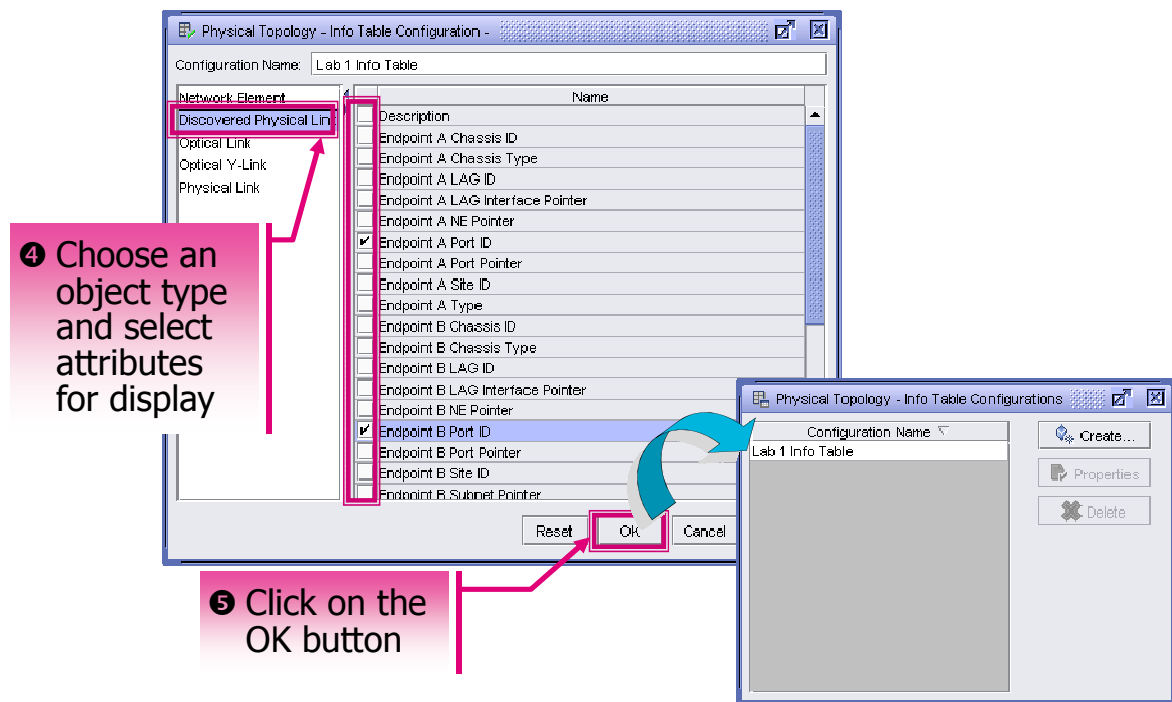 Physical Topology - Info Table Configuration -
Configuration Name: Lab 1 Info Table
Network Element
Discovered Physical Link
Optical Link
Optical Y-Link
Physical Link
Name
Description
Endpoint A Chassis ID
Endpoint A Chassis Type
Endpoint A LAG ID
Endpoint A LAG Interface Pointer
Endpoint A NE Pointer
Endpoint A Port ID
Endpoint A Port Pointer
Endpoint A Site ID
Endpoint A Type
Endpoint B Chassis ID
Endpoint B Chassis Type
Endpoint B LAG ID
Endpoint B LAG Interface Pointer
Endpoint B NE Pointer
Endpoint B Port ID
Endpoint B Port Pointer
Endpoint B Site ID
Endpoint B Subnet Pointer
Reset OK Cancel
❹ Choose an
object type
and select
attributes
for display
❺ Click on the
OK button
Physical Topology - Info Table Configurations
Configuration Name
Lab 1 Info Table
Create...
Properties
Delete